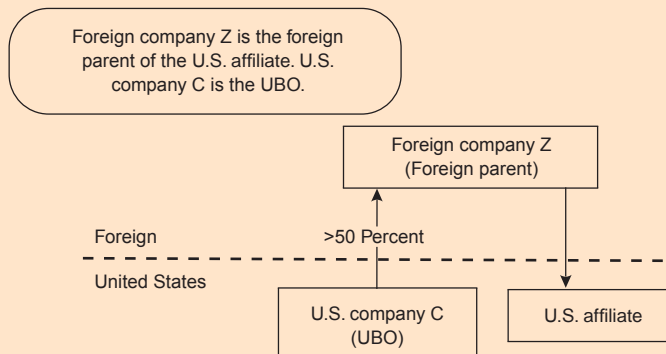 Foreign company Z is the foreign
parent of the U.S. affiliate. U.S.
company C is the UBO.
Foreign company Z
(Foreign parent)
Foreign
>50 Percent
United States
U.S. company C
(UBO)
U.S. affiliate